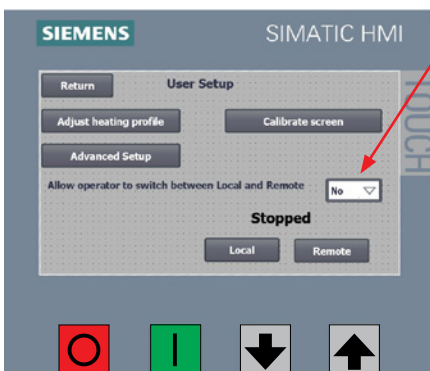 SIEMENS SIMATIC HMI
Return User Setup
Adjust heating profile Calibrate screen
Advanced Setup
Allow operator to switch between Local and Remote No
Stopped
Local Remote
TOUCH